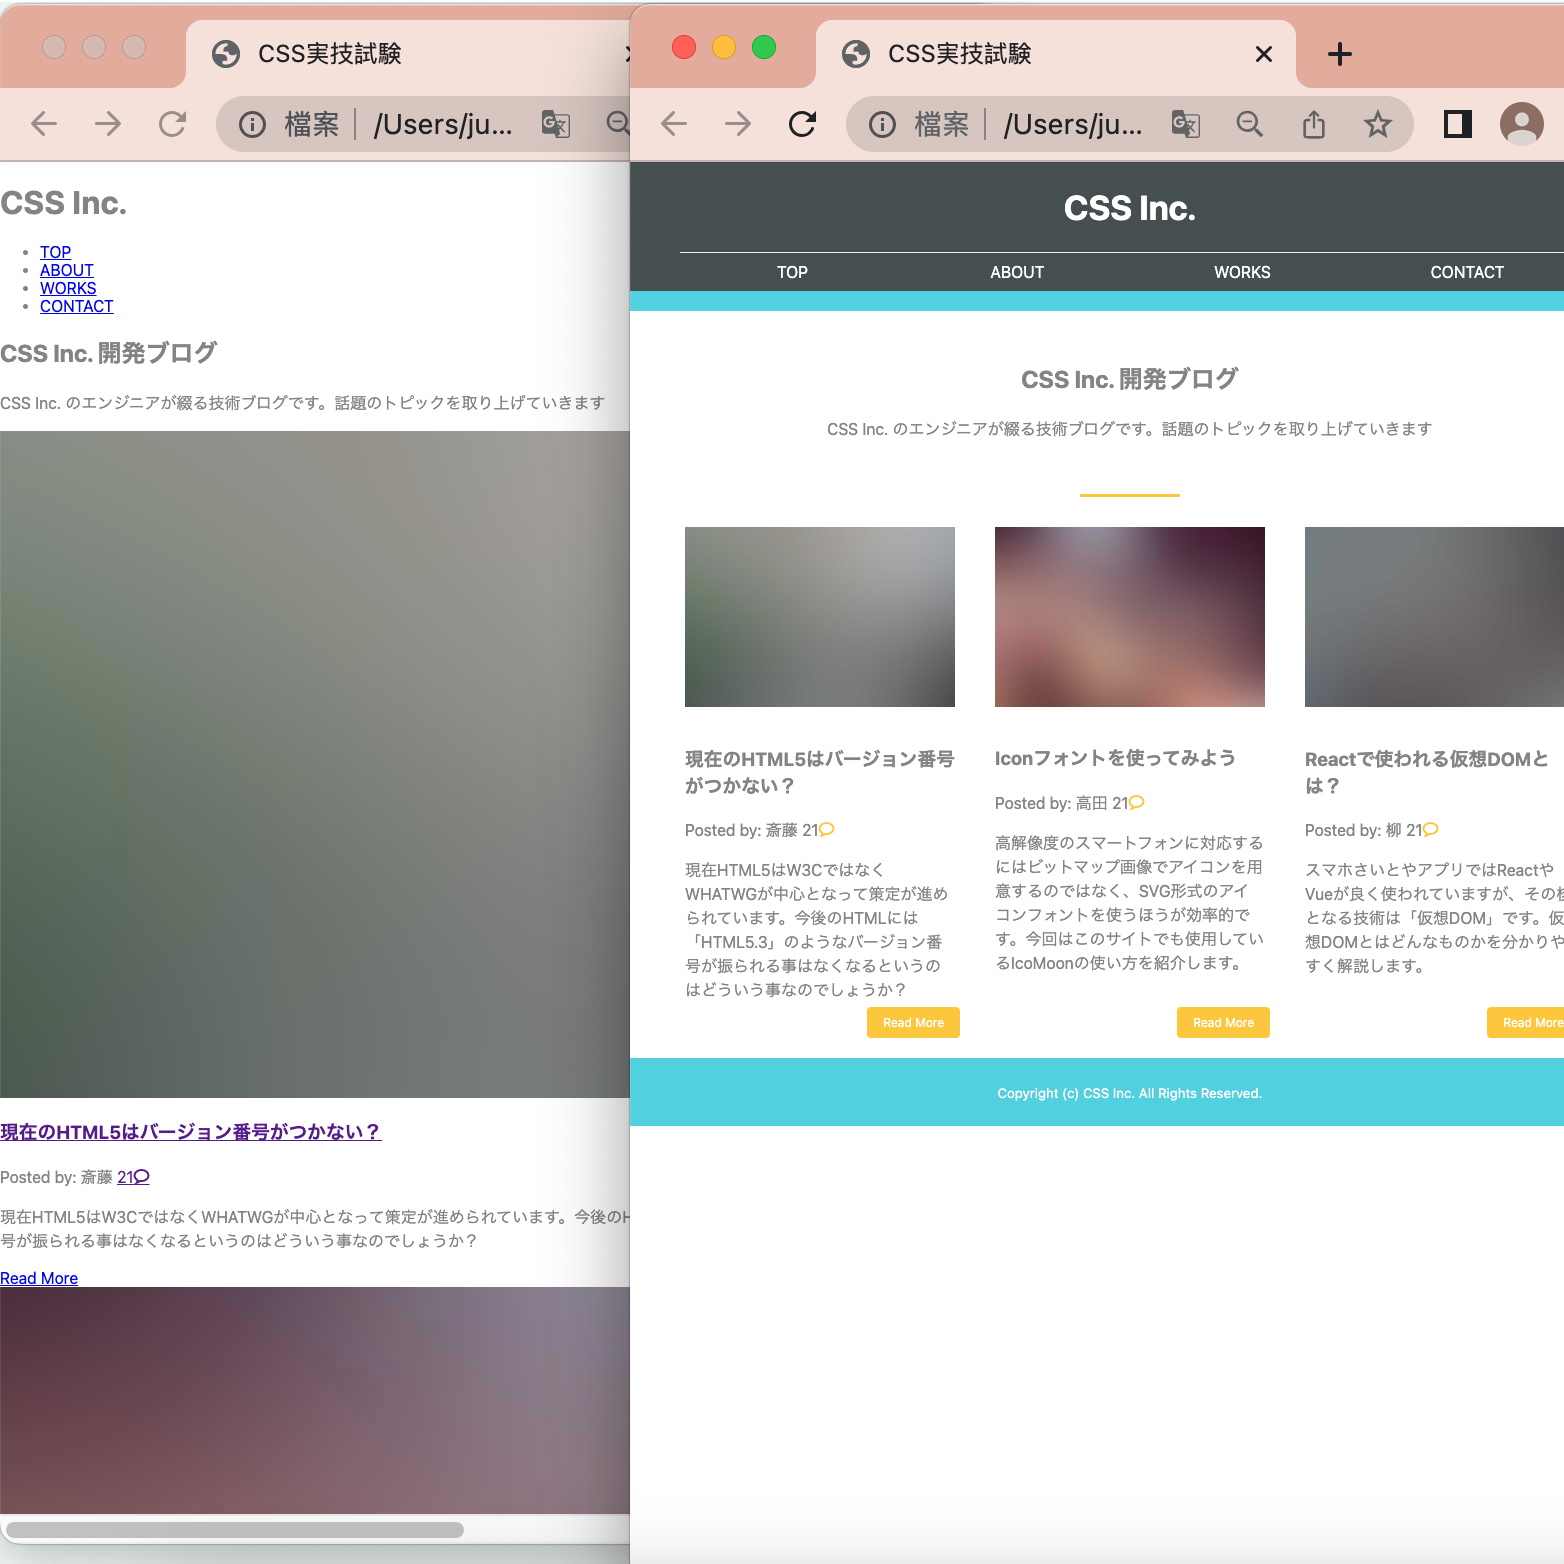 CSS実技試験
檔案
/Users/ju...
CSS Inc.
TOP
ABOUT
WORKS
CONTACT
CSS Inc. 開発ブログ
CSS Inc. のエンジニアが綴る技術ブログです。話題のトピックを取り上げていきます
現在のHTML5はバージョン番号がつかない？
Posted by: 斎藤 21
現在HTML5はW3CではなくWHATWGが中心となって策定が進められています。今後のH
号が振られる事はなくなるというのはどういう事なのでしょうか？
Read More
CSS実技試験
檔案
/Users/ju...
CSS Inc.
TOP ABOUT WORKS CONTACT
CSS Inc. 開発ブログ
CSS Inc. のエンジニアが綴る技術ブログです。話題のトピックを取り上げていきます
現在のHTML5はバージョン番号
がつかない？
Posted by: 斎藤 21
現在HTML5はW3Cではなく
WHATWGが中心となって策定が進め
られています。今後のHTMLには
「HTML5.3」のようなバージョン番
号が振られる事はなくなるというの
はどういう事なのでしょうか？
Read More
Iconフォントを使ってみよう
Posted by: 高田 21
高解像度のスマートフォンに対応する
にはビットマップ画像でアイコンを用
意するのではなく、SVG形式のアイ
コンフォントを使うほうが効率的で
す。今回はこのサイトでも使用してい
るIcoMoonの使い方を紹介します。
Read More
Reactで使われる仮想DOMと
は？
Posted by: 柳 21
スマホさいとやアプリではReactや
Vueが良く使われていますが、その
となる技術は「仮想DOM」です。仮
想DOMとはどんなものかを分かりや
すく解説します。
Read More
Copyright (c) CSS Inc. All Rights Reserved.